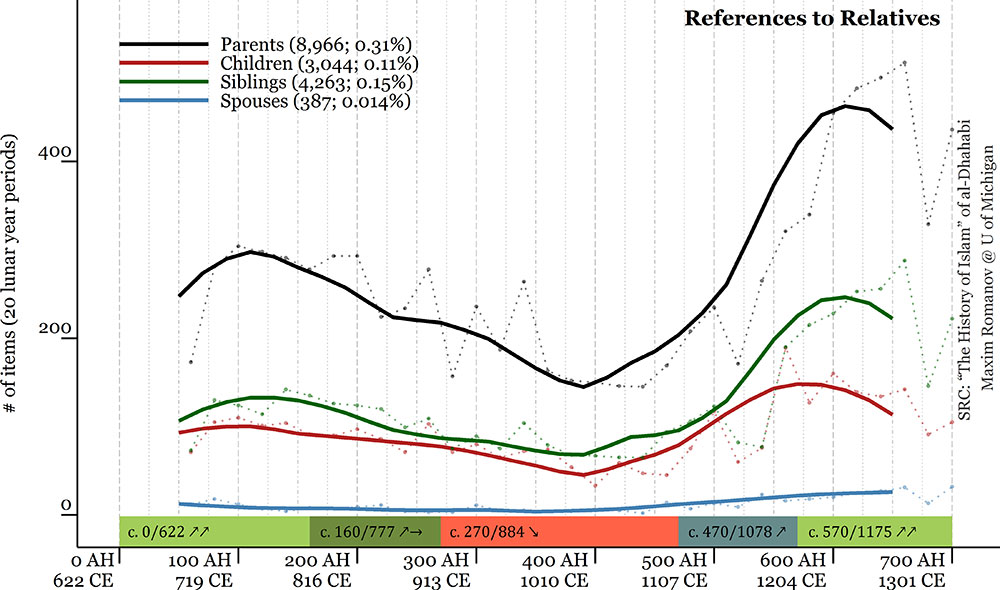 References to Relatives
Parents (8,966; 0.31%)
Children (3,044; 0.11%)
Siblings (4,263; 0.15%)
Spouses (387; 0.014%)
# of items (20 lunar year periods)
400
200
0
SRC: “The History of Islam” of al-Dhahabi
Maxim Romanov @ U of Michigan
c. 0/622 ↗↗
c. 160/777 ↗→
c. 270/884 ↘
c. 470/1078 ↗
c. 570/1175 ↗↗
0 AH 100 AH 200 AH 300 AH 400 AH 500 AH 600 AH 700 AH
622 CE 719 CE 816 CE 913 CE 1010 CE 1107 CE 1204 CE 1301 CE